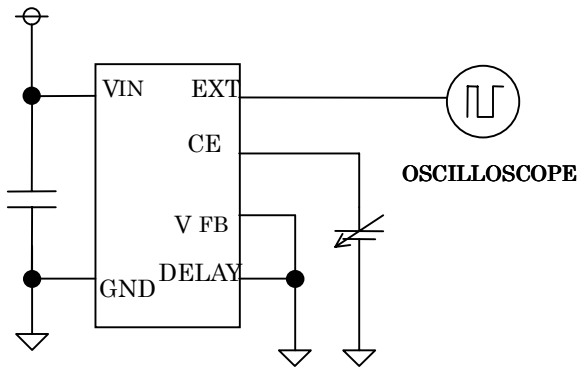 VIN
EXT
CE
OSCILLOSCOPE
V FB
DELAY
GND